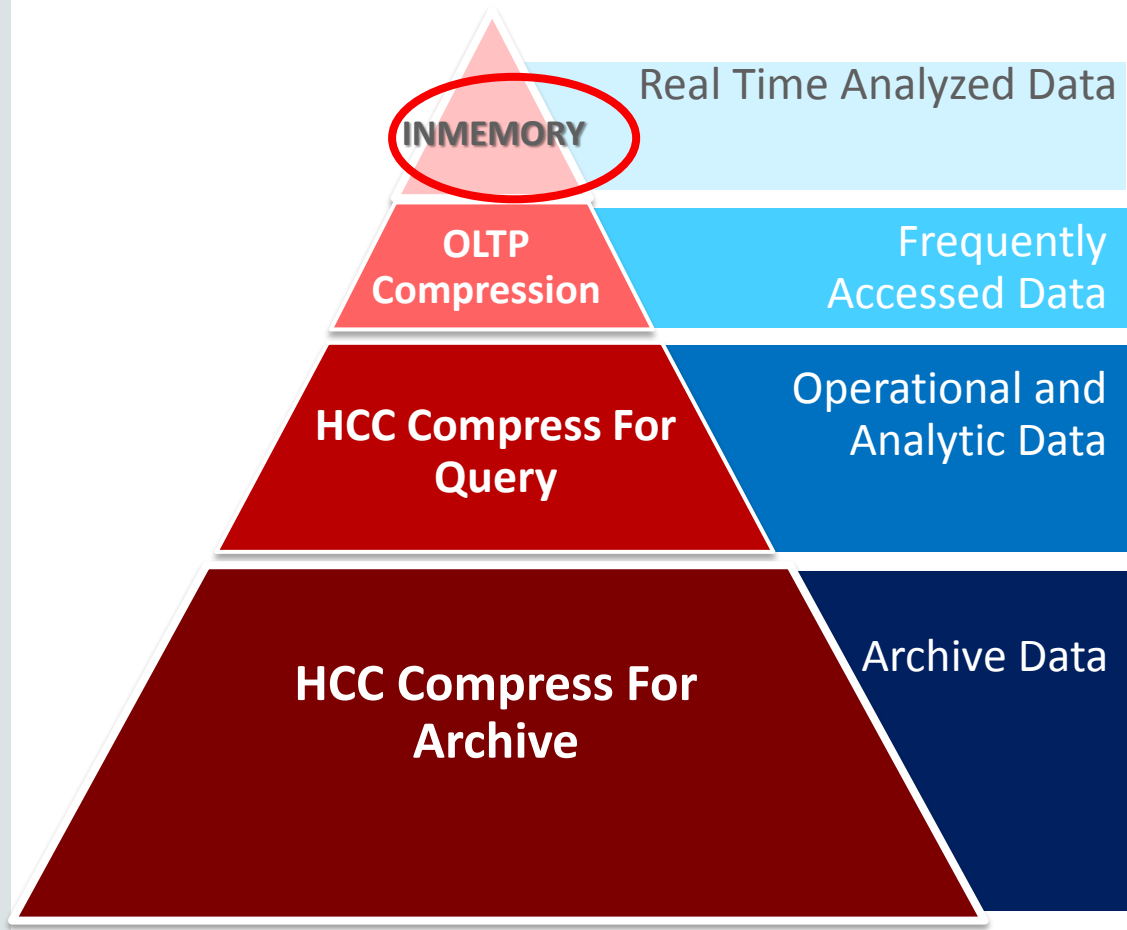 Real Time Analyzed Data
INMEMORY
OLTP
Compression
Frequently
Accessed Data
HCC Compress For
Query
Operational and
Analytic Data
HCC Compress For
Archive
Archive Data